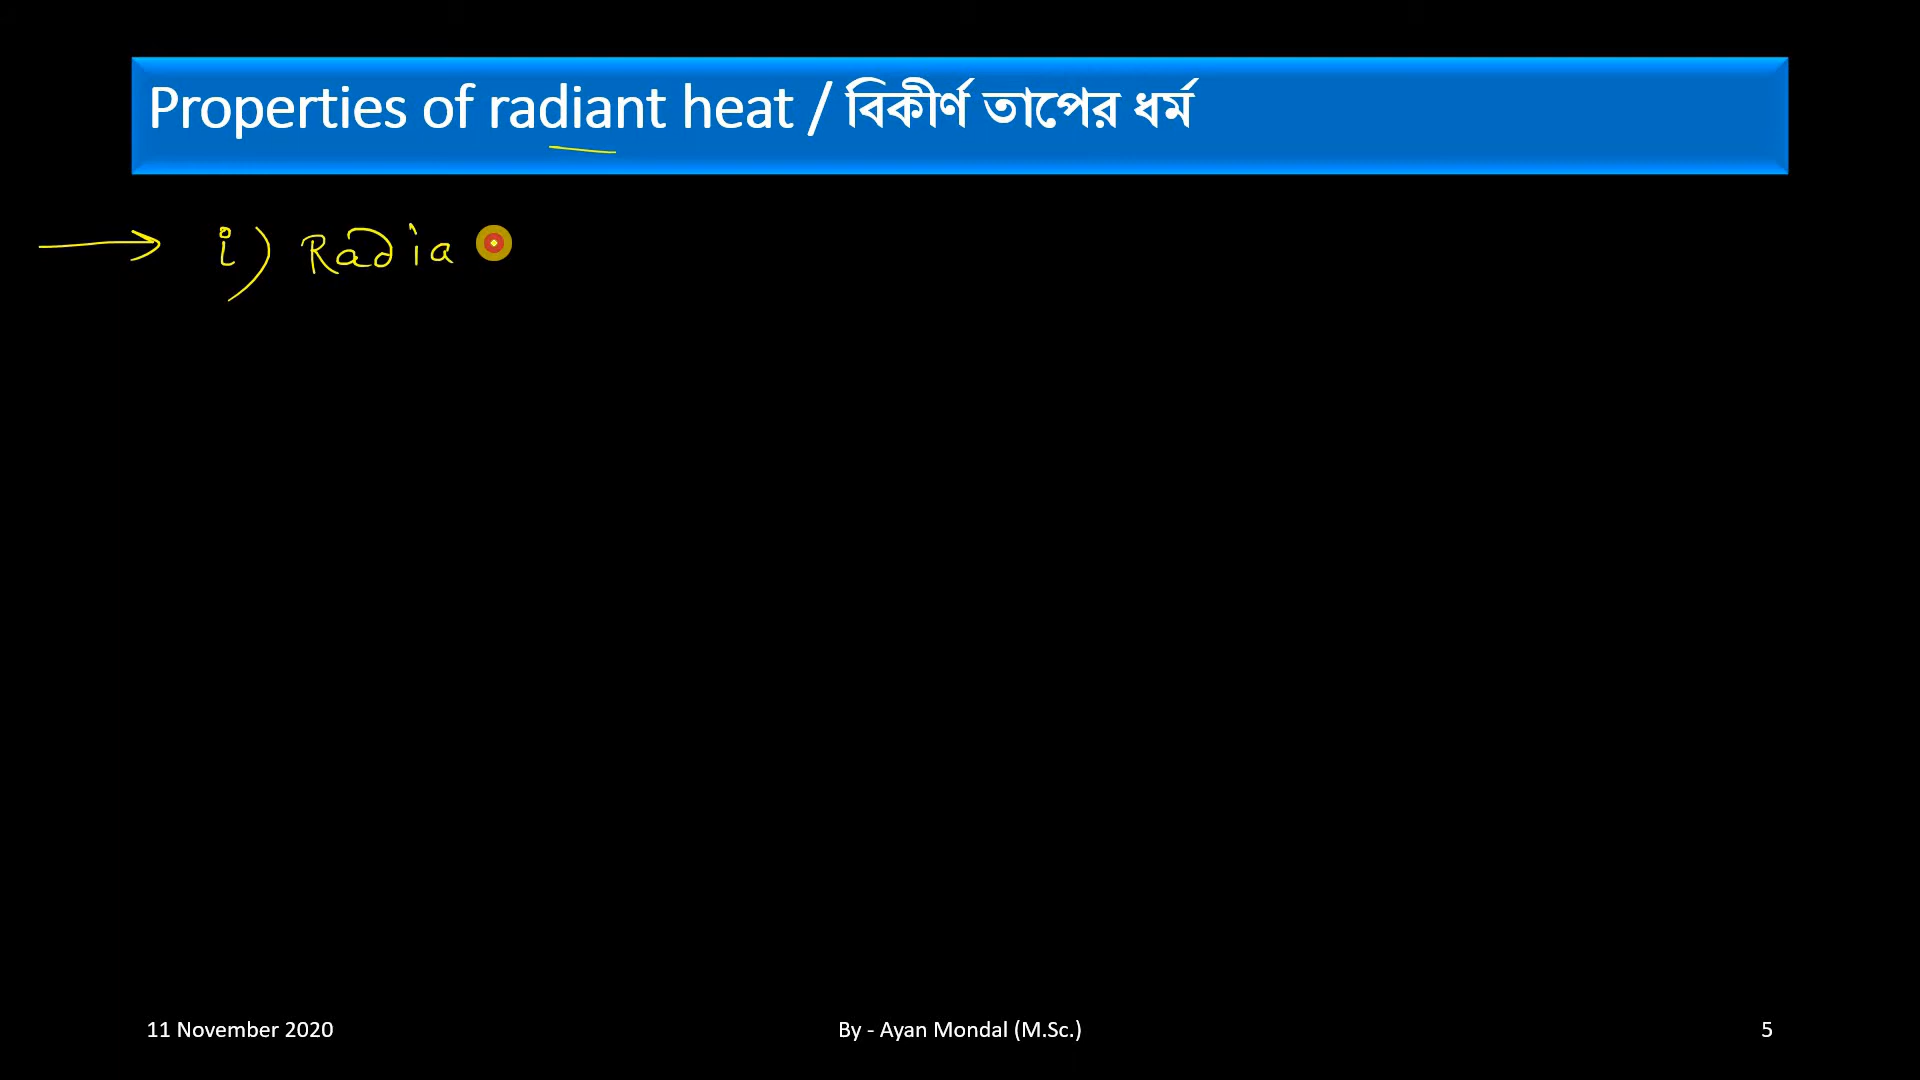 Properties of radiant heat / বিকীর্ণ তাপের ধর্ম
i) Radia
11 November 2020
By - Ayan Mondal (M.Sc.)
5